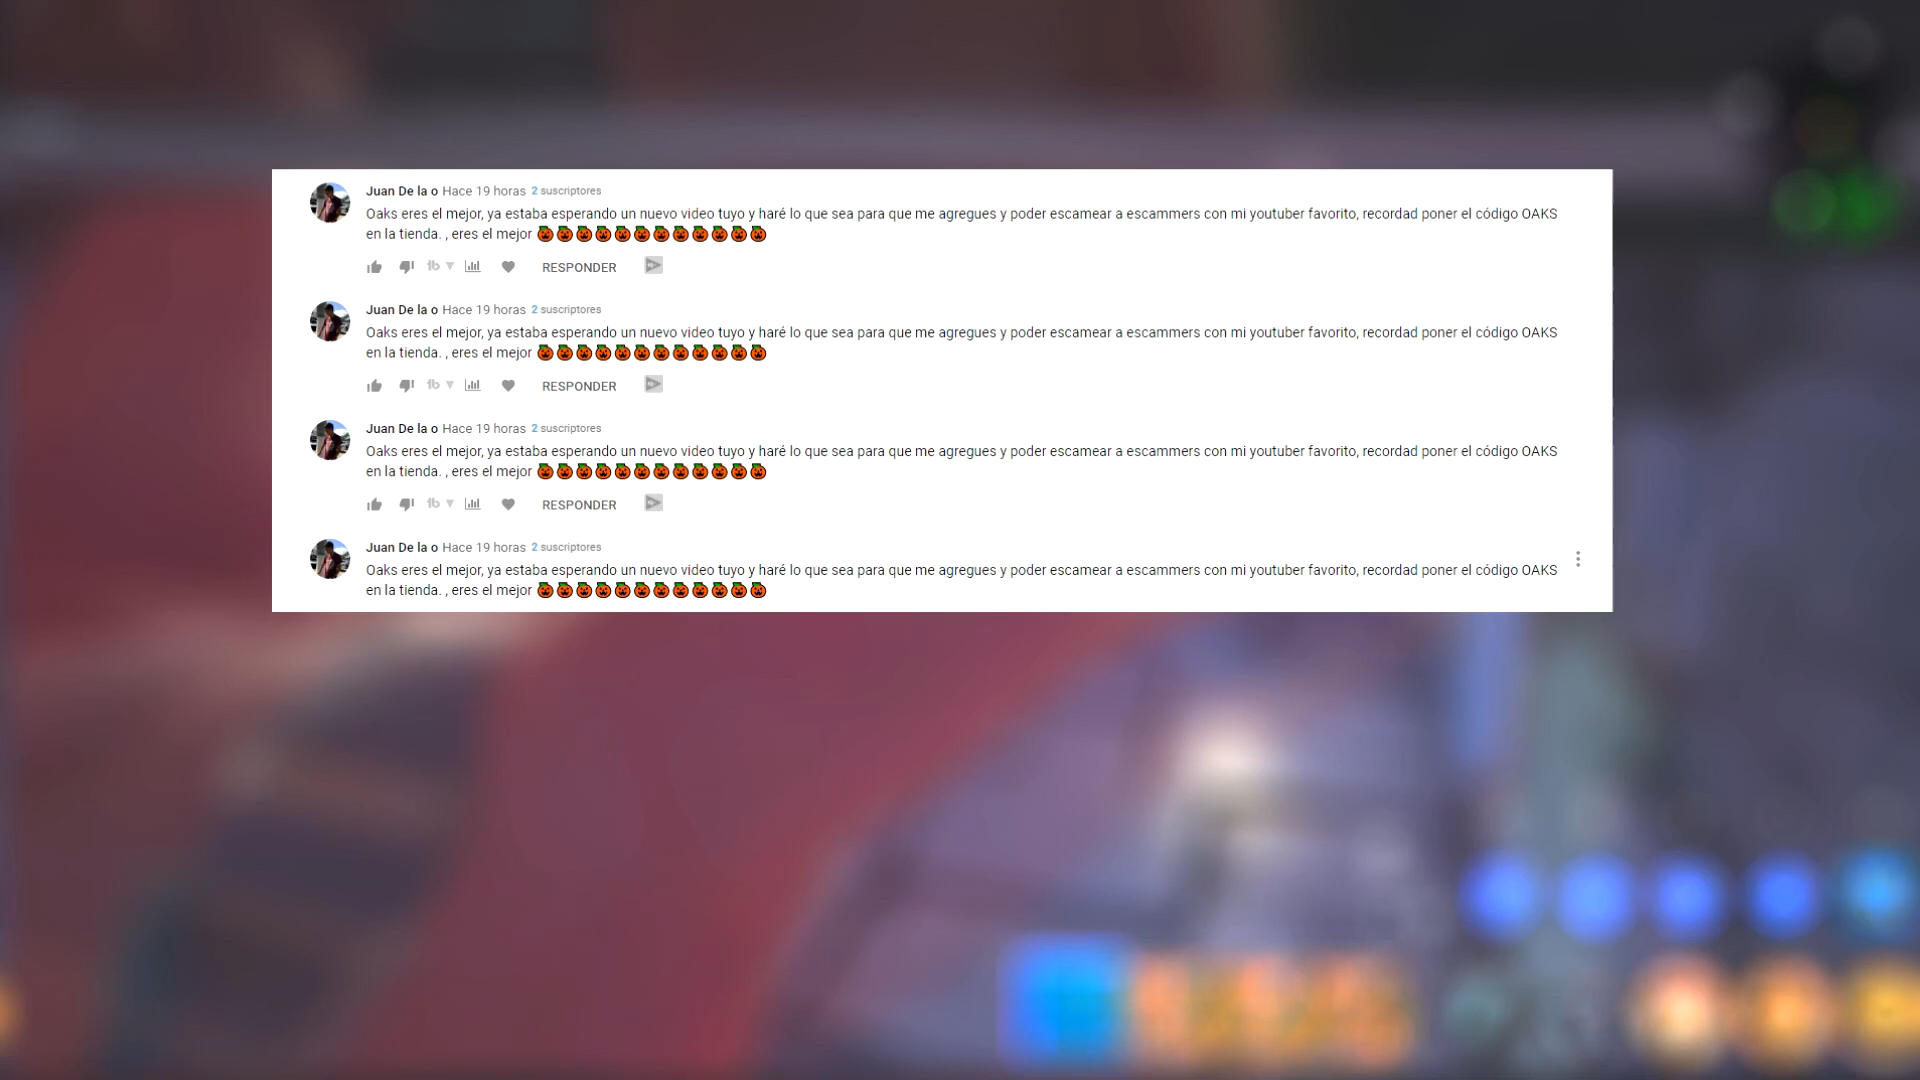 Juan De la o Hace 19 horas 2 suscriptores
Oaks eres el mejor, ya estaba esperando un nuevo video tuyo y haré lo que sea para que me agregues y poder escamear a escammers con mi youtuber favorito, recordad poner el código OAKS
en la tienda. , eres el mejor 🎃🎃🎃🎃🎃🎃🎃🎃🎃🎃🎃🎃
RESPONDER
Juan De la o Hace 19 horas 2 suscriptores
Oaks eres el mejor, ya estaba esperando un nuevo video tuyo y haré lo que sea para que me agregues y poder escamear a escammers con mi youtuber favorito, recordad poner el código OAKS
en la tienda. , eres el mejor 🎃🎃🎃🎃🎃🎃🎃🎃🎃🎃🎃🎃
RESPONDER
Juan De la o Hace 19 horas 2 suscriptores
Oaks eres el mejor, ya estaba esperando un nuevo video tuyo y haré lo que sea para que me agregues y poder escamear a escammers con mi youtuber favorito, recordad poner el código OAKS
en la tienda. , eres el mejor 🎃🎃🎃🎃🎃🎃🎃🎃🎃🎃🎃🎃
RESPONDER
Juan De la o Hace 19 horas 2 suscriptores
Oaks eres el mejor, ya estaba esperando un nuevo video tuyo y haré lo que sea para que me agregues y poder escamear a escammers con mi youtuber favorito, recordad poner el código OAKS
en la tienda. , eres el mejor 🎃🎃🎃🎃🎃🎃🎃🎃🎃🎃🎃🎃